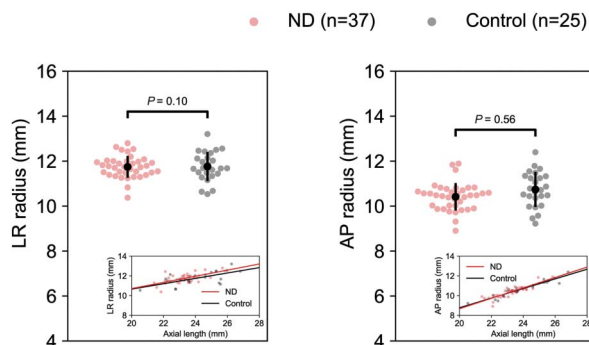 ND (n=37) Control (n=25)
16
14
12
10
8
6
4
LR radius (mm)
P = 0.10
14
12
10
8
LR radius (mm)
ND
Control
20 22 24 26 28
Axial length (mm)
16
14
12
10
8
6
4
AP radius (mm)
P = 0.56
14
12
10
8
AP radius (mm)
ND
Control
20 22 24 26 28
Axial length (mm)